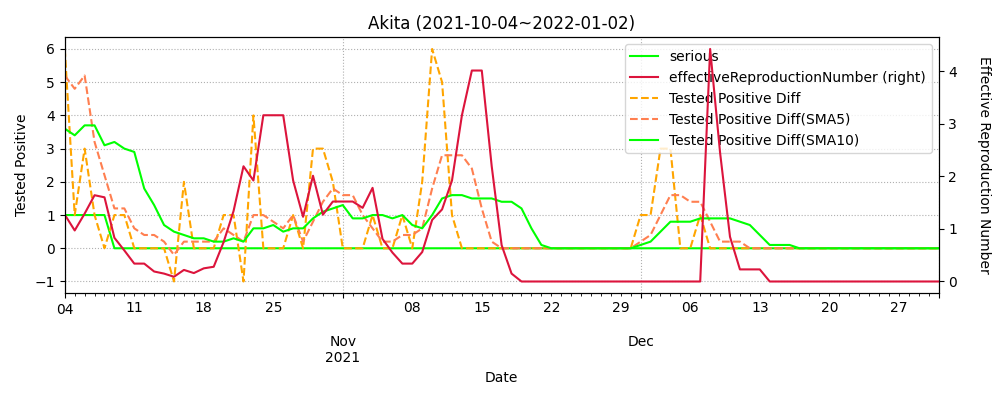 Akita (2021-10-04~2022-01-02)
Tested Positive
6
5
4
3
2
1
0
−1
serious
effectiveReproductionNumber (right)
Tested Positive Diff
Tested Positive Diff(SMA5)
Tested Positive Diff(SMA10)
4
3
2
1
0
Effective Reproduction Number
04 11 18 25 08 15 22 29 06 13 20 27
Nov Dec
2021
Date